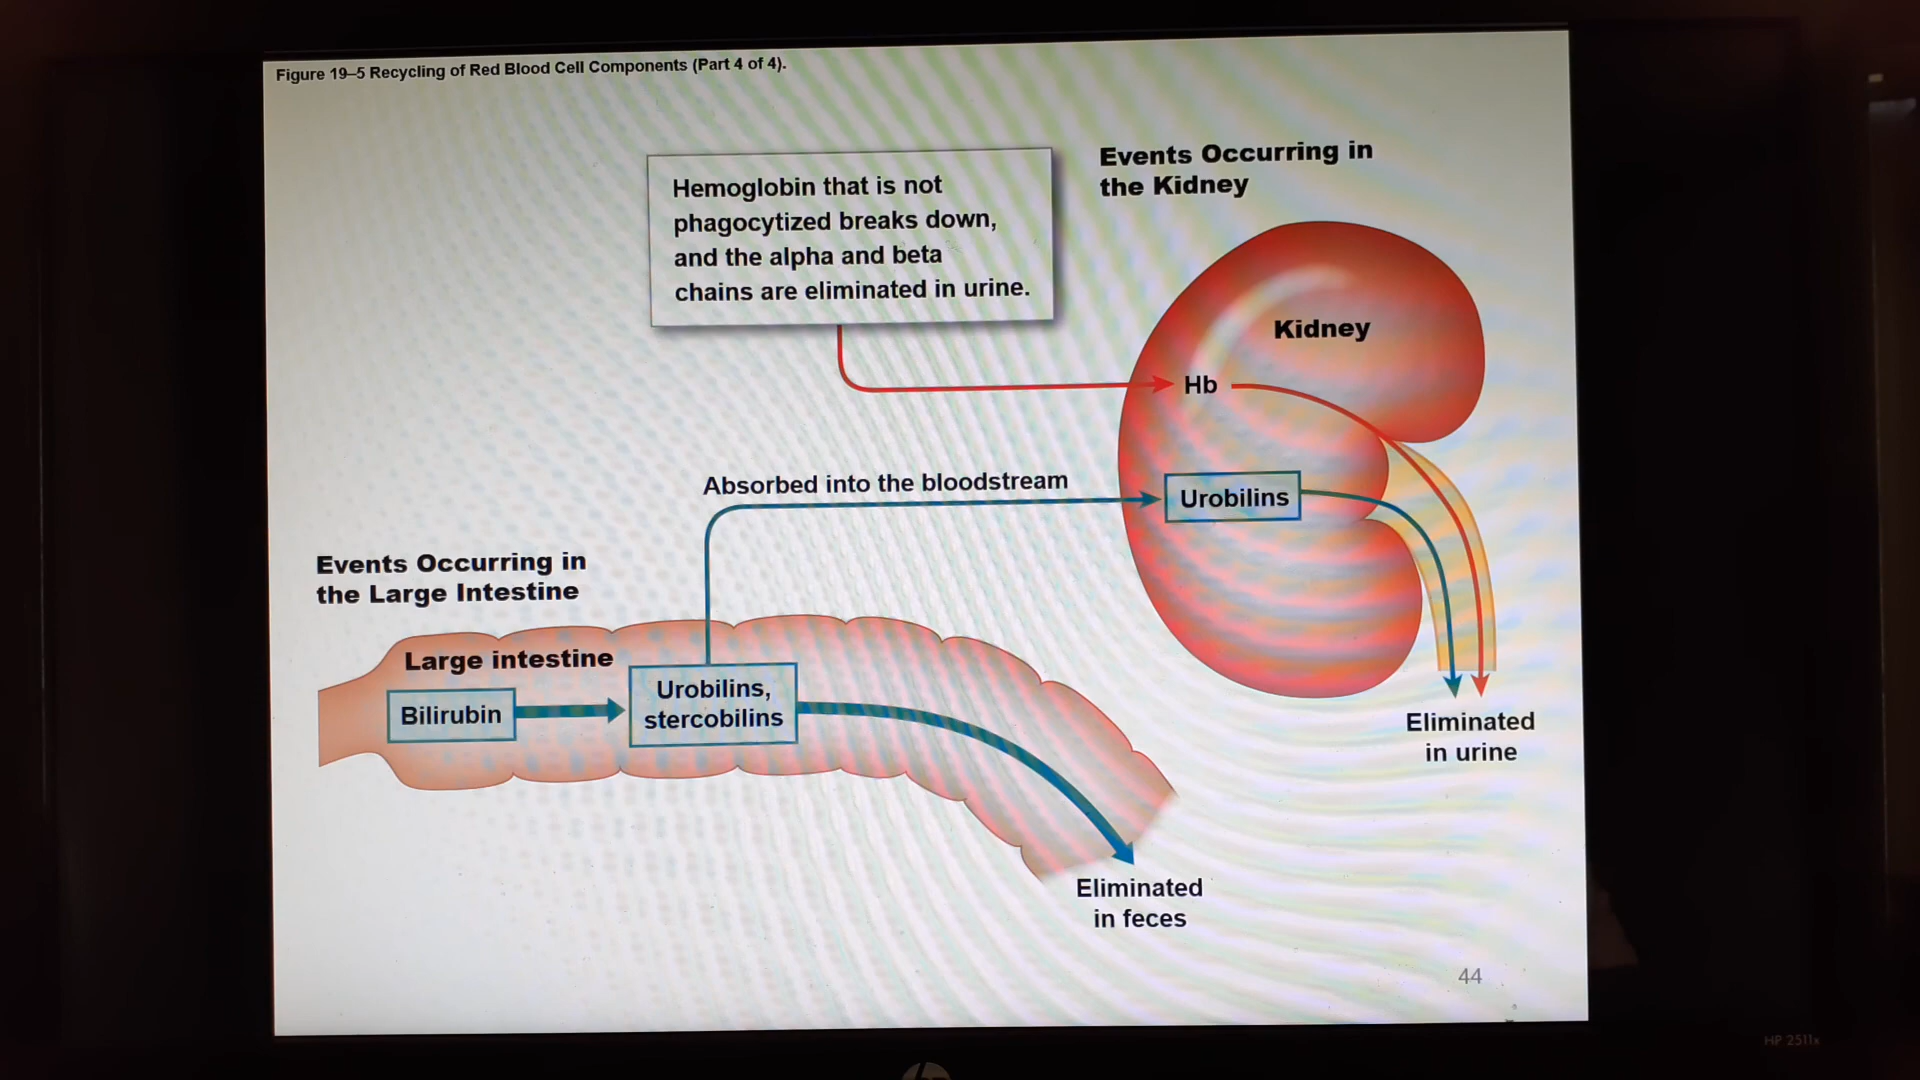 Figure 19–5 Recycling of Red Blood Cell Components (Part 4 of 4).
Hemoglobin that is not
phagocytized breaks down,
and the alpha and beta
chains are eliminated in urine.
Events Occurring in
the Kidney
Kidney
Hb
Absorbed into the bloodstream
Urobilins
Events Occurring in
the Large Intestine
Large intestine
Bilirubin
Urobilins,
stercobilins
Eliminated
in urine
Eliminated
in feces
44
HP 2511x
hp